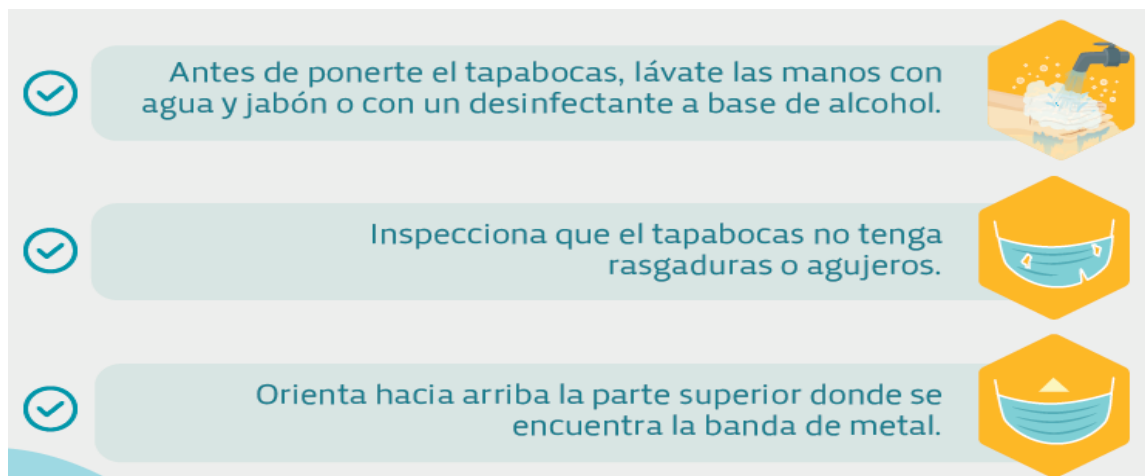 Antes de ponerte el tapabocas, lávate las manos con
agua y jabón o con un desinfectante a base de alcohol.
Inspecciona que el tapabocas no tenga
rasgaduras o agujeros.
Orienta hacia arriba la parte superior donde se
encuentra la banda de metal.